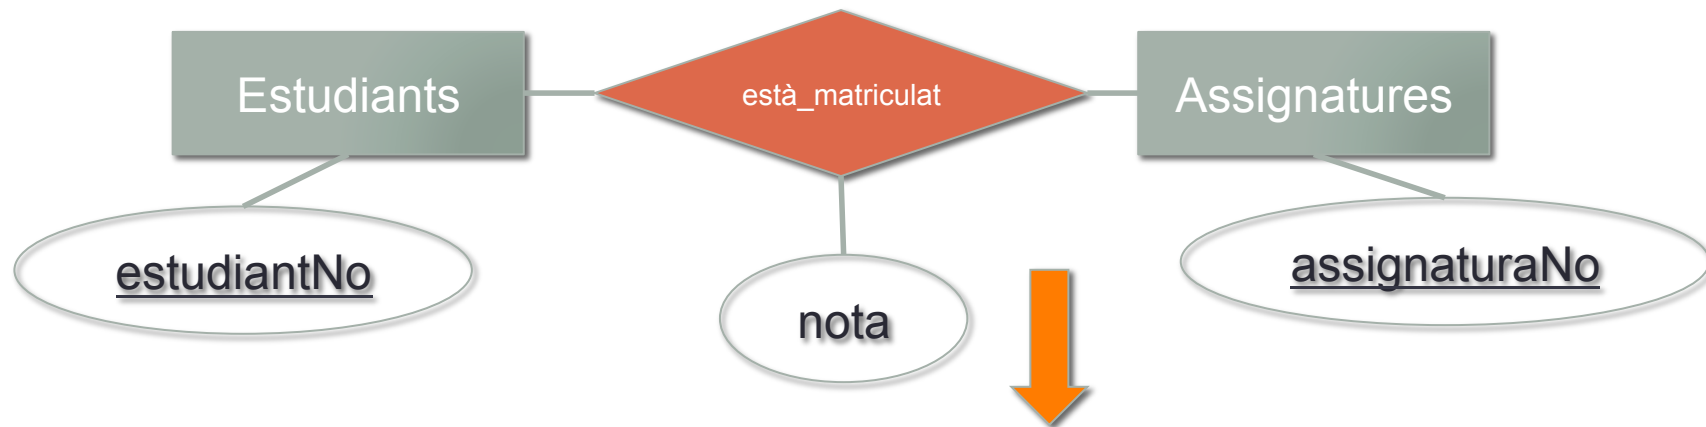 Estudiants
està_matriculat
Assignatures
estudiantNo
nota
assignaturaNo